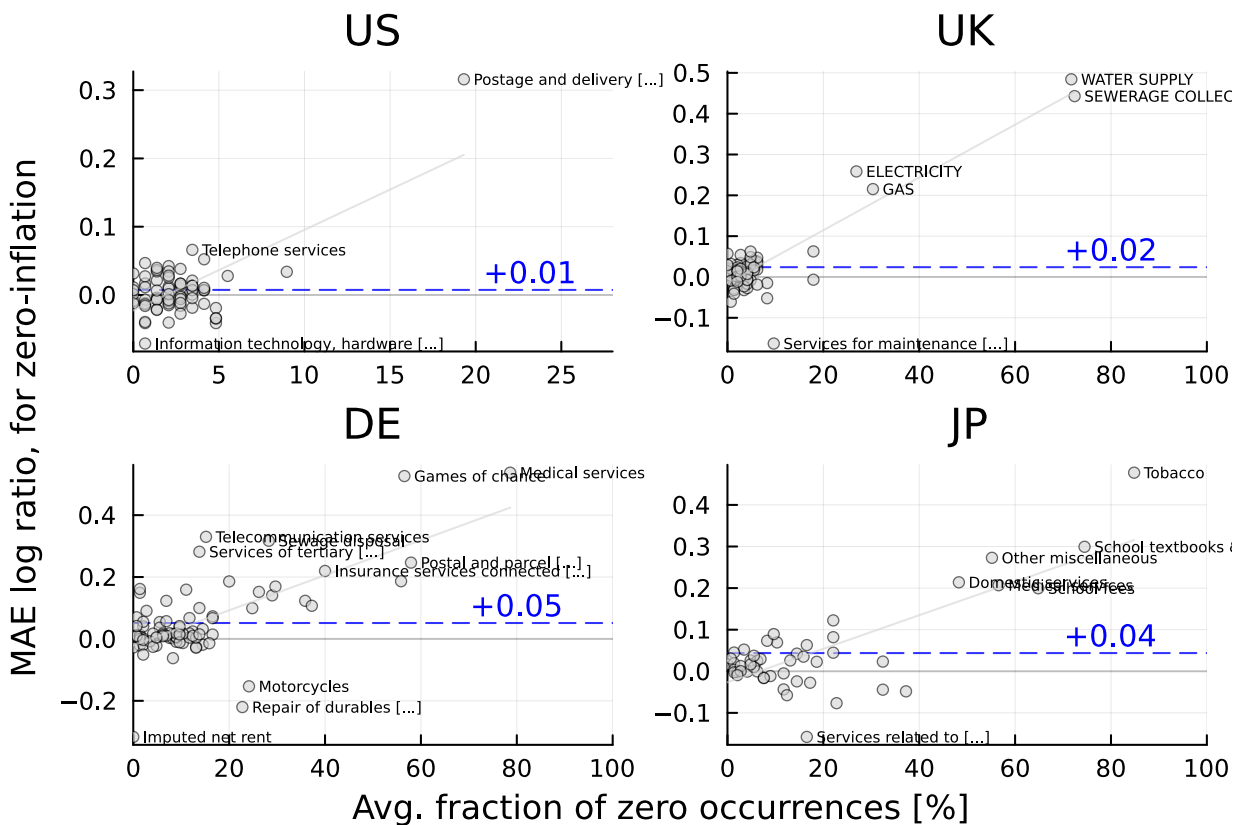 US
UK
MAE log ratio, for zero-inflation
0.3
0.2
0.1
0.0
Postage and delivery [...]
Telephone services
+0.01
Information technology, hardware [...]
0
5
10
15
20
25
0.5
0.4
0.3
0.2
0.1
0.0
−0.1
WATER SUPPLY
SEWERAGE COLLEC
ELECTRICITY
GAS
+0.02
Services for maintenance [...]
0
20
40
60
80
100
DE
JP
0.4
0.2
0.0
−0.2
Games of chance
Medical services
Telecommunication services
Sewage disposal
Services of tertiary [...]
Postal and parcel [...]
Insurance services connected [...]
+0.05
Motorcycles
Repair of durables [...]
Imputed net rent
0
20
40
60
80
100
0.4
0.3
0.2
0.1
0.0
−0.1
Tobacco
School textbooks &
Other miscellaneous
Domestic services
Medical services
School fees
+0.04
Services related to [...]
0
20
40
60
80
100
Avg. fraction of zero occurrences [%]